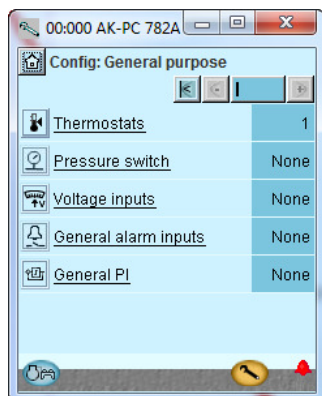 00:000 AK-PC 782A
Config: General purpose
Thermostats 1
Pressure switch None
Voltage inputs None
General alarm inputs None
General PI None